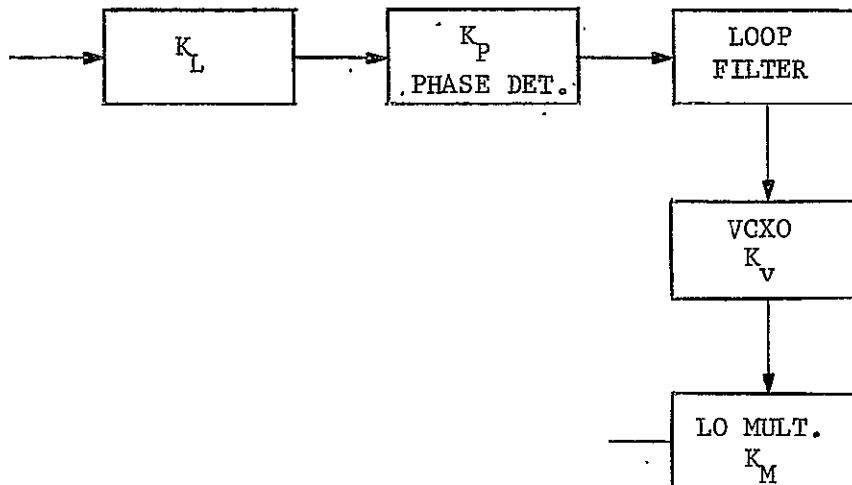 K_L
K_P
PHASE DET.
LOOP
FILTER
VCXO
K_v
LO MULT.
K_M